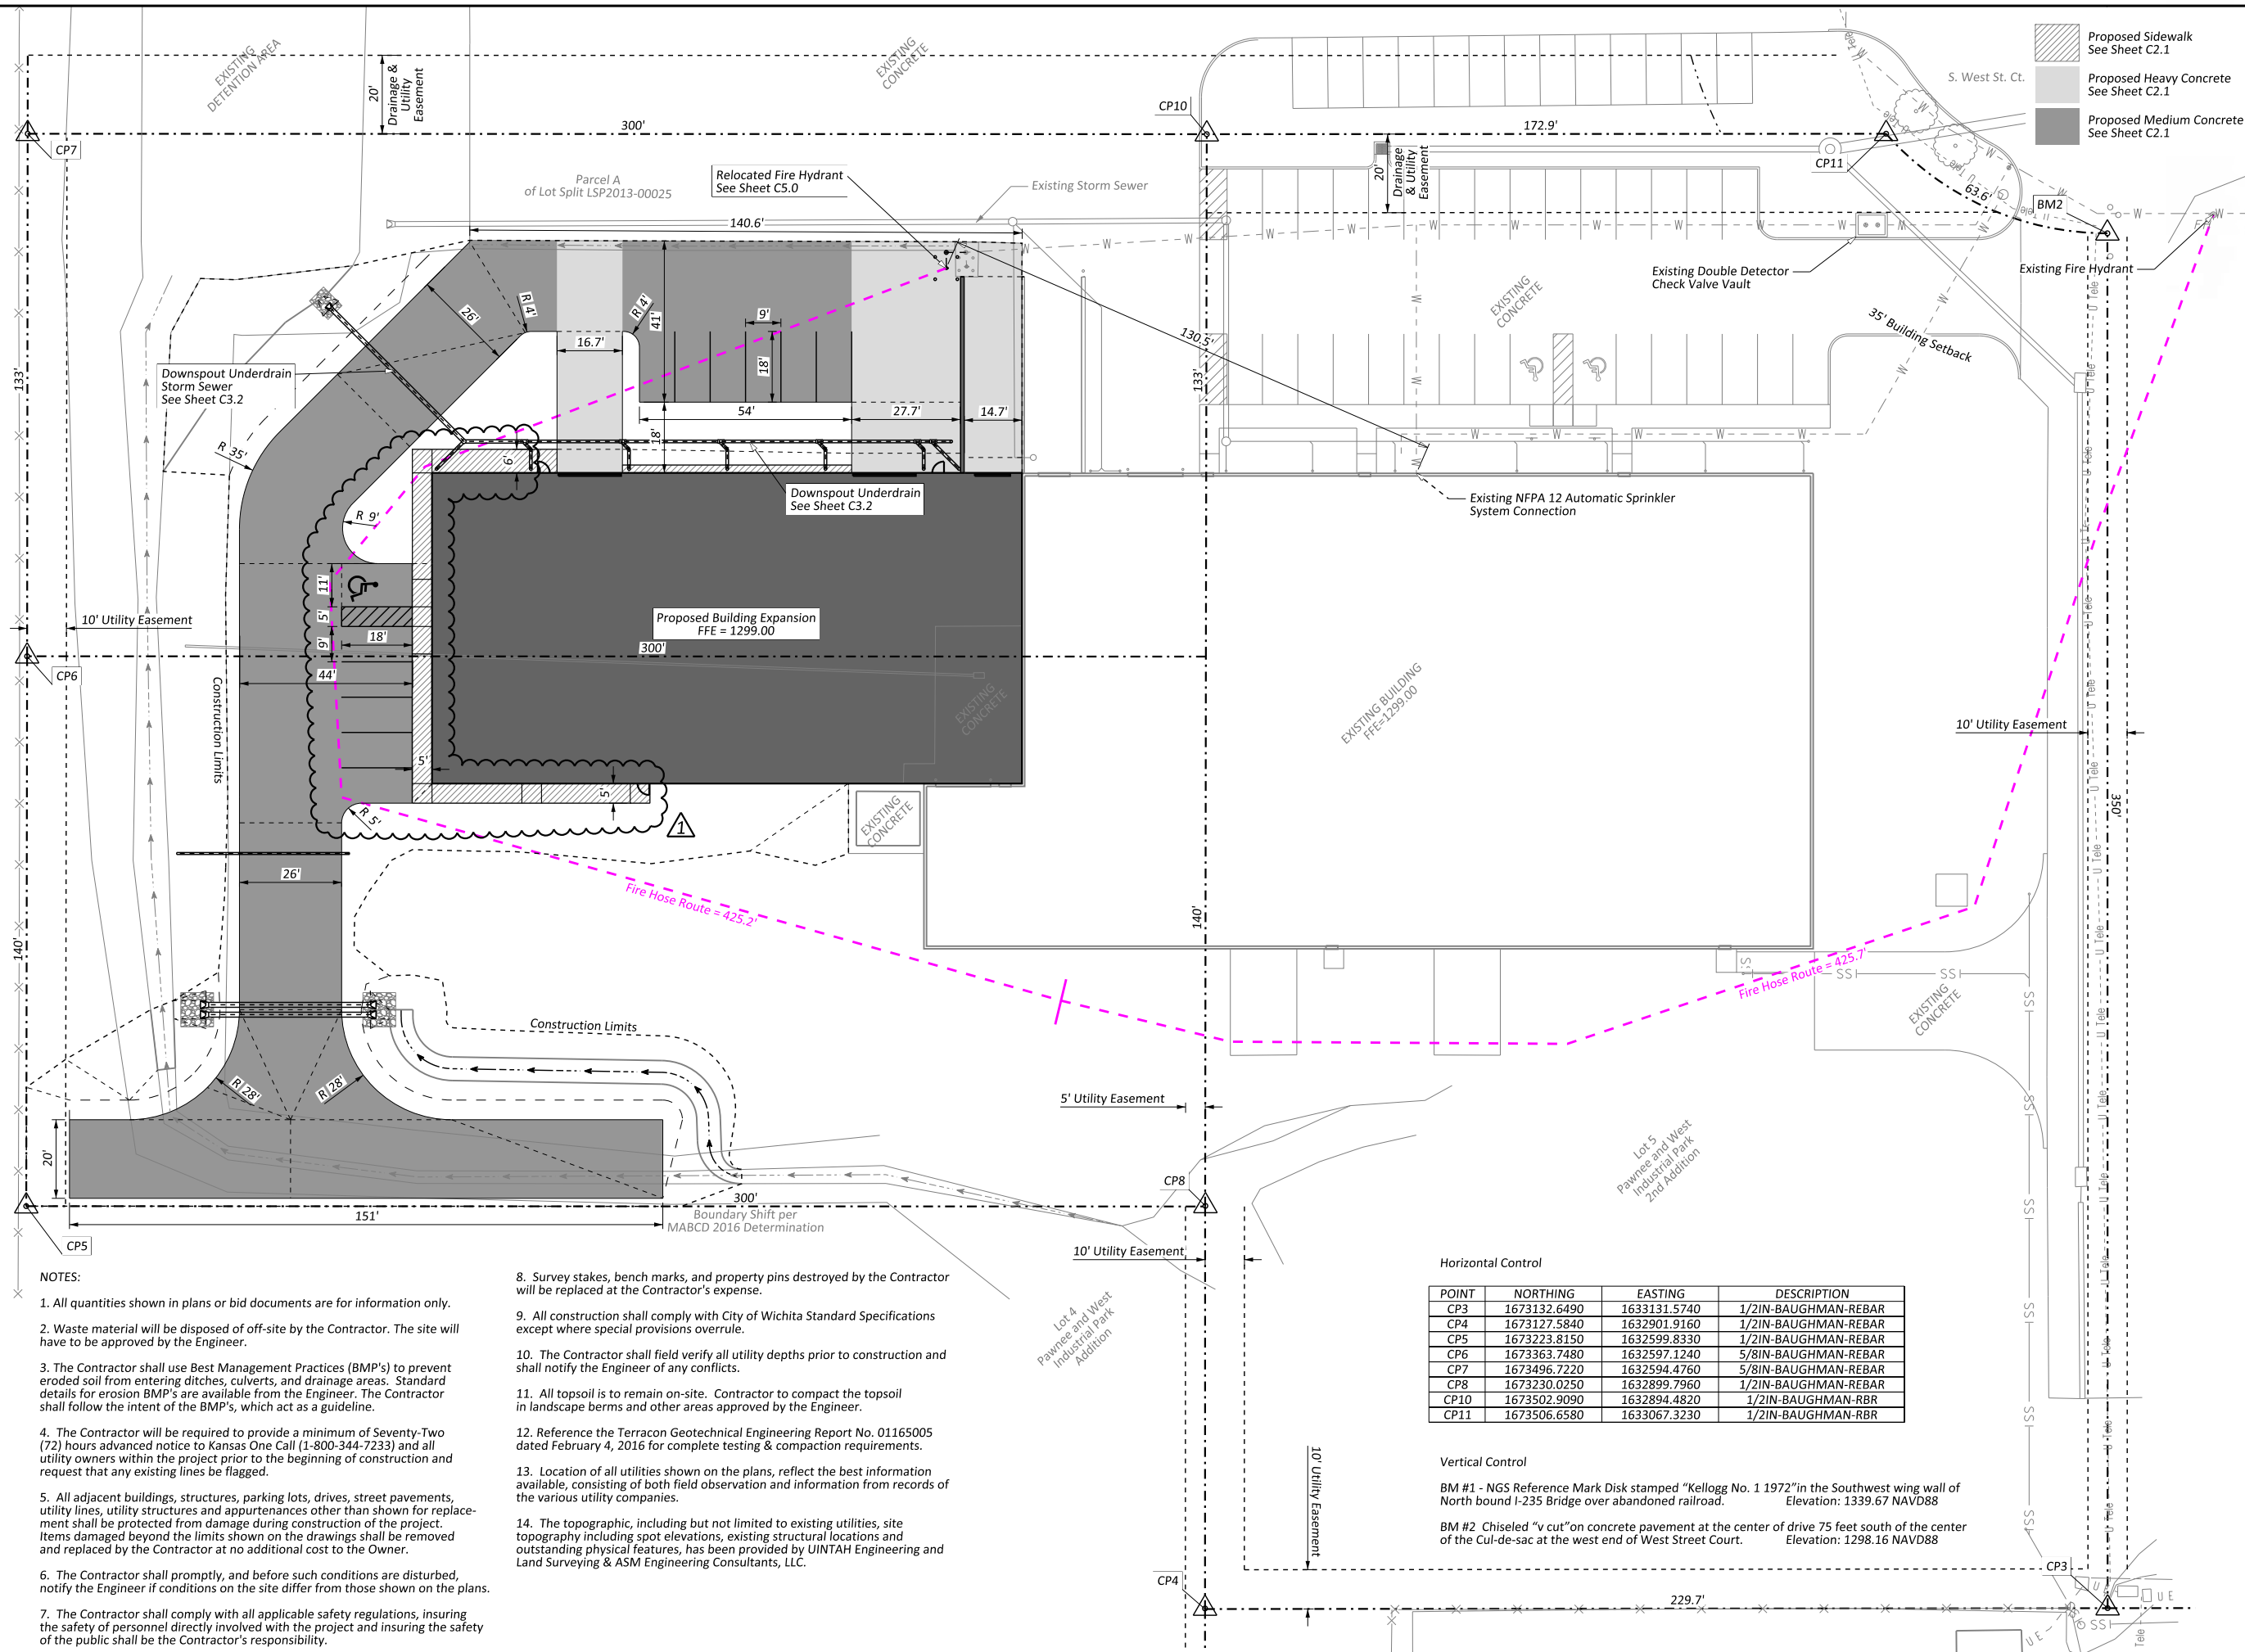 Proposed Sidewalk
See Sheet C2.1
Proposed Heavy Concrete
See Sheet C2.1
Proposed Medium Concrete
See Sheet C2.1
S. West St. Ct.
EXISTING
DETENTION AREA
20'
Drainage &
Utility
Easement
EXISTING
CONCRETE
CP10
300'
172.9'
CP7
CP11
20'
Drainage
& Utility
Easement
63.6'
BM2
Parcel A
of Lot Split LSP2013-00025
Relocated Fire Hydrant
See Sheet C5.0
Existing Storm Sewer
140.6'
Existing Double Detector
Check Valve Vault
Existing Fire Hydrant
EXISTING
CONCRETE
35' Building Setback
26'
R 4'
R 4'
41'
9'
16.7'
18'
130.5'
133'
133'
Downspout Underdrain
Storm Sewer
See Sheet C3.2
54'
27.7'
14.7'
18'
R 35'
6'
Downspout Underdrain
See Sheet C3.2
Existing NFPA 12 Automatic Sprinkler
System Connection
R 9'
11'
5'
9'
18'
44'
10' Utility Easement
Proposed Building Expansion
FFE = 1299.00
300'
CP6
Construction Limits
EXISTING
CONCRETE
EXISTING BUILDING
FFE=1299.00
10' Utility Easement
5'
5'
R 5'
1
EXISTING
CONCRETE
350'
26'
Fire Hose Route = 425.2'
140'
140'
Fire Hose Route = 425.7'
EXISTING
CONCRETE
Construction Limits
R 28'
R 28'
5' Utility Easement
20'
Lot 5
Pawnee and West
Industrial Park
2nd Addition
CP8
300'
151'
Boundary Shift per
MABCD 2016 Determination
CP5
10' Utility Easement
NOTES:
1. All quantities shown in plans or bid documents are for information only.
2. Waste material will be disposed of off-site by the Contractor. The site will
have to be approved by the Engineer.
3. The Contractor shall use Best Management Practices (BMP's) to prevent
eroded soil from entering ditches, culverts, and drainage areas. Standard
details for erosion BMP's are available from the Engineer. The Contractor
shall follow the intent of the BMP's, which act as a guideline.
4. The Contractor will be required to provide a minimum of Seventy-Two
(72) hours advanced notice to Kansas One Call (1-800-344-7233) and all
utility owners within the project prior to the beginning of construction and
request that any existing lines be flagged.
5. All adjacent buildings, structures, parking lots, drives, street pavements,
utility lines, utility structures and appurtenances other than shown for replace-
ment shall be protected from damage during construction of the project.
Items damaged beyond the limits shown on the drawings shall be removed
and replaced by the Contractor at no additional cost to the Owner.
6. The Contractor shall promptly, and before such conditions are disturbed,
notify the Engineer if conditions on the site differ from those shown on the plans.
7. The Contractor shall comply with all applicable safety regulations, insuring
the safety of personnel directly involved with the project and insuring the safety
of the public shall be the Contractor's responsibility.
8. Survey stakes, bench marks, and property pins destroyed by the Contractor
will be replaced at the Contractor's expense.
9. All construction shall comply with City of Wichita Standard Specifications
except where special provisions overrule.
10. The Contractor shall field verify all utility depths prior to construction and
shall notify the Engineer of any conflicts.
11. All topsoil is to remain on-site. Contractor to compact the topsoil
in landscape berms and other areas approved by the Engineer.
12. Reference the Terracon Geotechnical Engineering Report No. 01165005
dated February 4, 2016 for complete testing & compaction requirements.
13. Location of all utilities shown on the plans, reflect the best information
available, consisting of both field observation and information from records of
the various utility companies.
14. The topographic, including but not limited to existing utilities, site
topography including spot elevations, existing structural locations and
outstanding physical features, has been provided by UINTAH Engineering and
Land Surveying & ASM Engineering Consultants, LLC.
Lot 4
Pawnee and West
Industrial Park
Addition
Horizontal Control
POINT NORTHING EASTING DESCRIPTION
CP3 1673132.6490 1633131.5740 1/2IN-BAUGHMAN-REBAR
CP4 1673127.5840 1632901.9160 1/2IN-BAUGHMAN-REBAR
CP5 1673223.8150 1632599.8330 1/2IN-BAUGHMAN-REBAR
CP6 1673363.7480 1632597.1240 5/8IN-BAUGHMAN-REBAR
CP7 1673496.7220 1632594.4760 5/8IN-BAUGHMAN-REBAR
CP8 1673230.0250 1632899.7960 1/2IN-BAUGHMAN-REBAR
CP10 1673502.9090 1632894.4820 1/2IN-BAUGHMAN-RBR
CP11 1673506.6580 1633067.3230 1/2IN-BAUGHMAN-RBR
Vertical Control
BM #1 - NGS Reference Mark Disk stamped “Kellogg No. 1 1972”in the Southwest wing wall of
North bound I-235 Bridge over abandoned railroad. Elevation: 1339.67 NAVD88
BM #2 Chiseled “v cut”on concrete pavement at the center of drive 75 feet south of the center
of the Cul-de-sac at the west end of West Street Court. Elevation: 1298.16 NAVD88
10' Utility Easement
CP4
CP3
229.7'